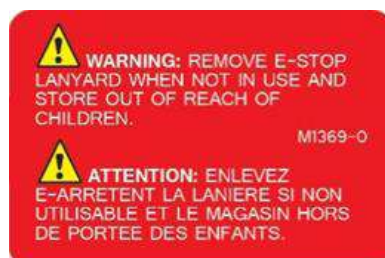 WARNING: REMOVE E-STOP
LANYARD WHEN NOT IN USE AND
STORE OUT OF REACH OF
CHILDREN.
M1369-O
ATTENTION: ENLEVEZ
E-ARRETENT LA LANIERE SI NON
UTILISABLE ET LE MAGASIN HORS
DE PORTEE DES ENFANTS.